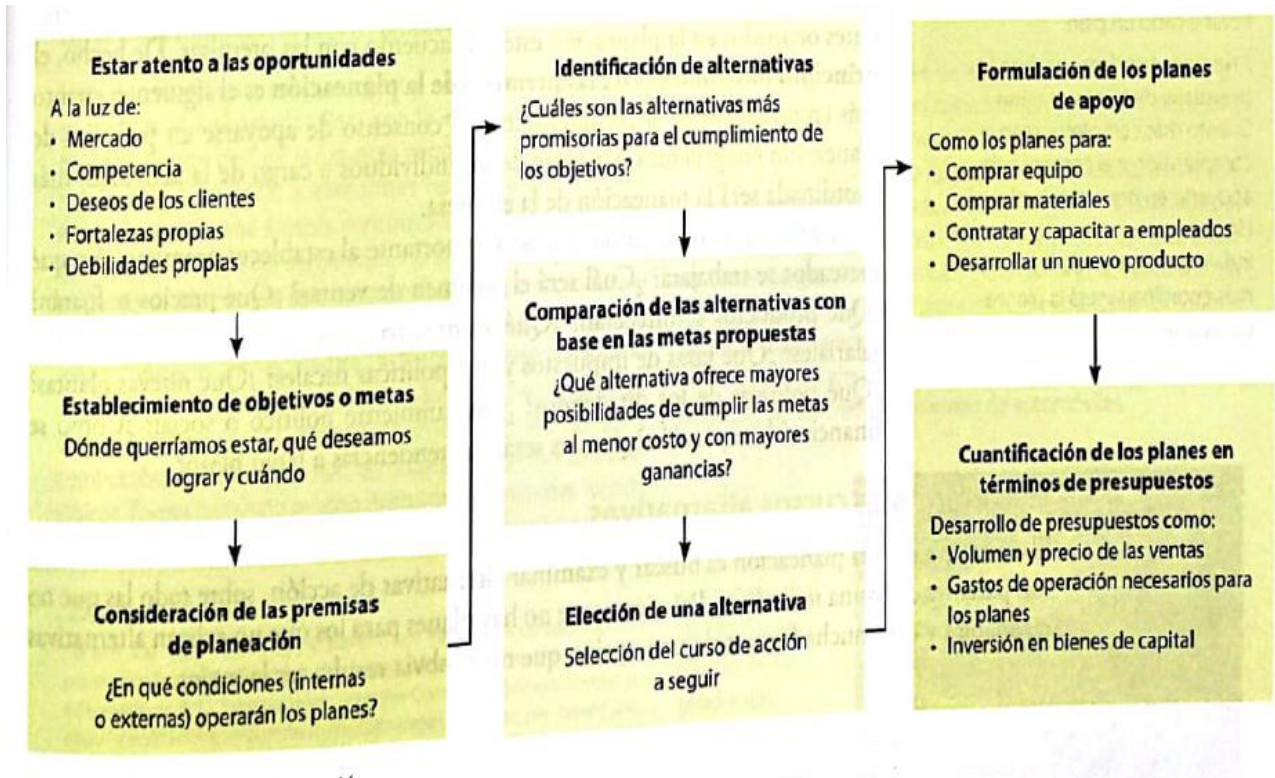 Estar atento a las oportunidades
A la luz de:
• Mercado
• Competencia
• Deseos de los clientes
• Fortalezas propias
• Debilidades propias
Establecimiento de objetivos o metas
Dónde querríamos estar, qué deseamos
lograr y cuándo
Consideración sobre las premisas
de planeación
¿En qué condiciones (internas
o externas) operarán los planes?
Identificación de alternativas
¿Cuáles son las alternativas más
promisorias para el cumplimiento de
los objetivos?
Comparación de las alternativas con
base en las metas propuestas
¿Qué alternativa ofrece mayores
posibilidades de cumplir las metas
al menor costo y con mayores
ganancias?
Elección de una alternativa
Selección del curso de acción
a seguir
Formulación de los planes
de apoyo
Como los planes para:
• Comprar equipo
• Comprar materiales
• Contratar y capacitar a empleados
• Desarrollar un nuevo producto
Cuantificación de los planes en
términos de presupuestos
Desarrollo de presupuestos como:
• Volumen y precio de las ventas
• Gastos de operación necesarios para
los planes
• Inversión en bienes de capital